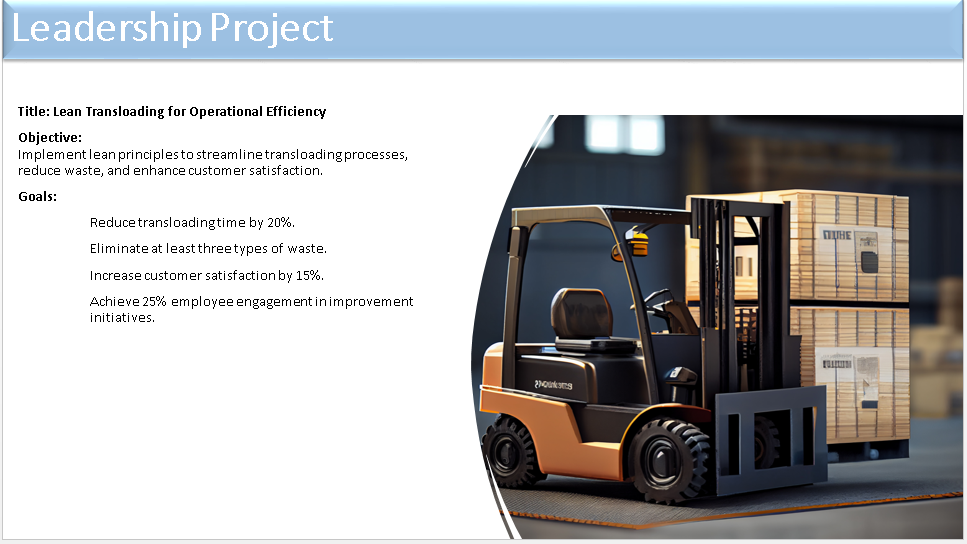 Leadership Project
Title: Lean Transloading for Operational Efficiency
Objective:
Implement lean principles to streamline transloading processes,
reduce waste, and enhance customer satisfaction.
Goals:
Reduce transloading time by 20%.
Eliminate at least three types of waste.
Increase customer satisfaction by 15%.
Achieve 25% employee engagement in improvement
initiatives.